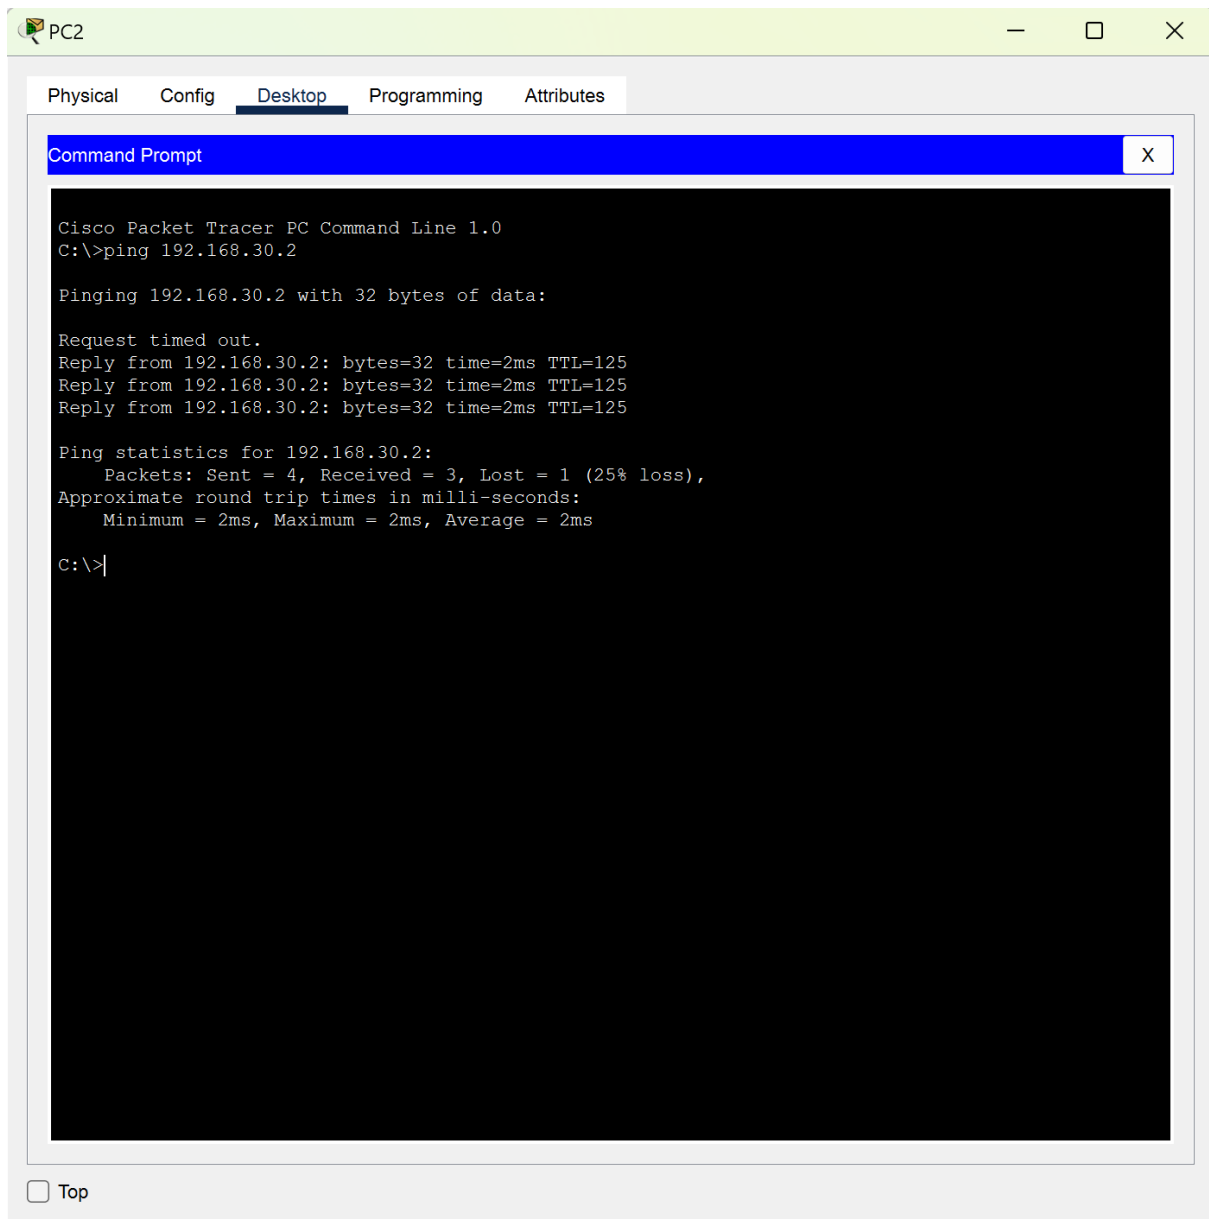 PC2
Physical Config Desktop Programming Attributes
Command Prompt X
Cisco Packet Tracer PC Command Line 1.0
C:\>ping 192.168.30.2
Pinging 192.168.30.2 with 32 bytes of data:
Request timed out.
Reply from 192.168.30.2: bytes=32 time=2ms TTL=125
Reply from 192.168.30.2: bytes=32 time=2ms TTL=125
Reply from 192.168.30.2: bytes=32 time=2ms TTL=125
Ping statistics for 192.168.30.2:
    Packets: Sent = 4, Received = 3, Lost = 1 (25% loss),
Approximate round trip times in milli-seconds:
    Minimum = 2ms, Maximum = 2ms, Average = 2ms
C:\>
Top